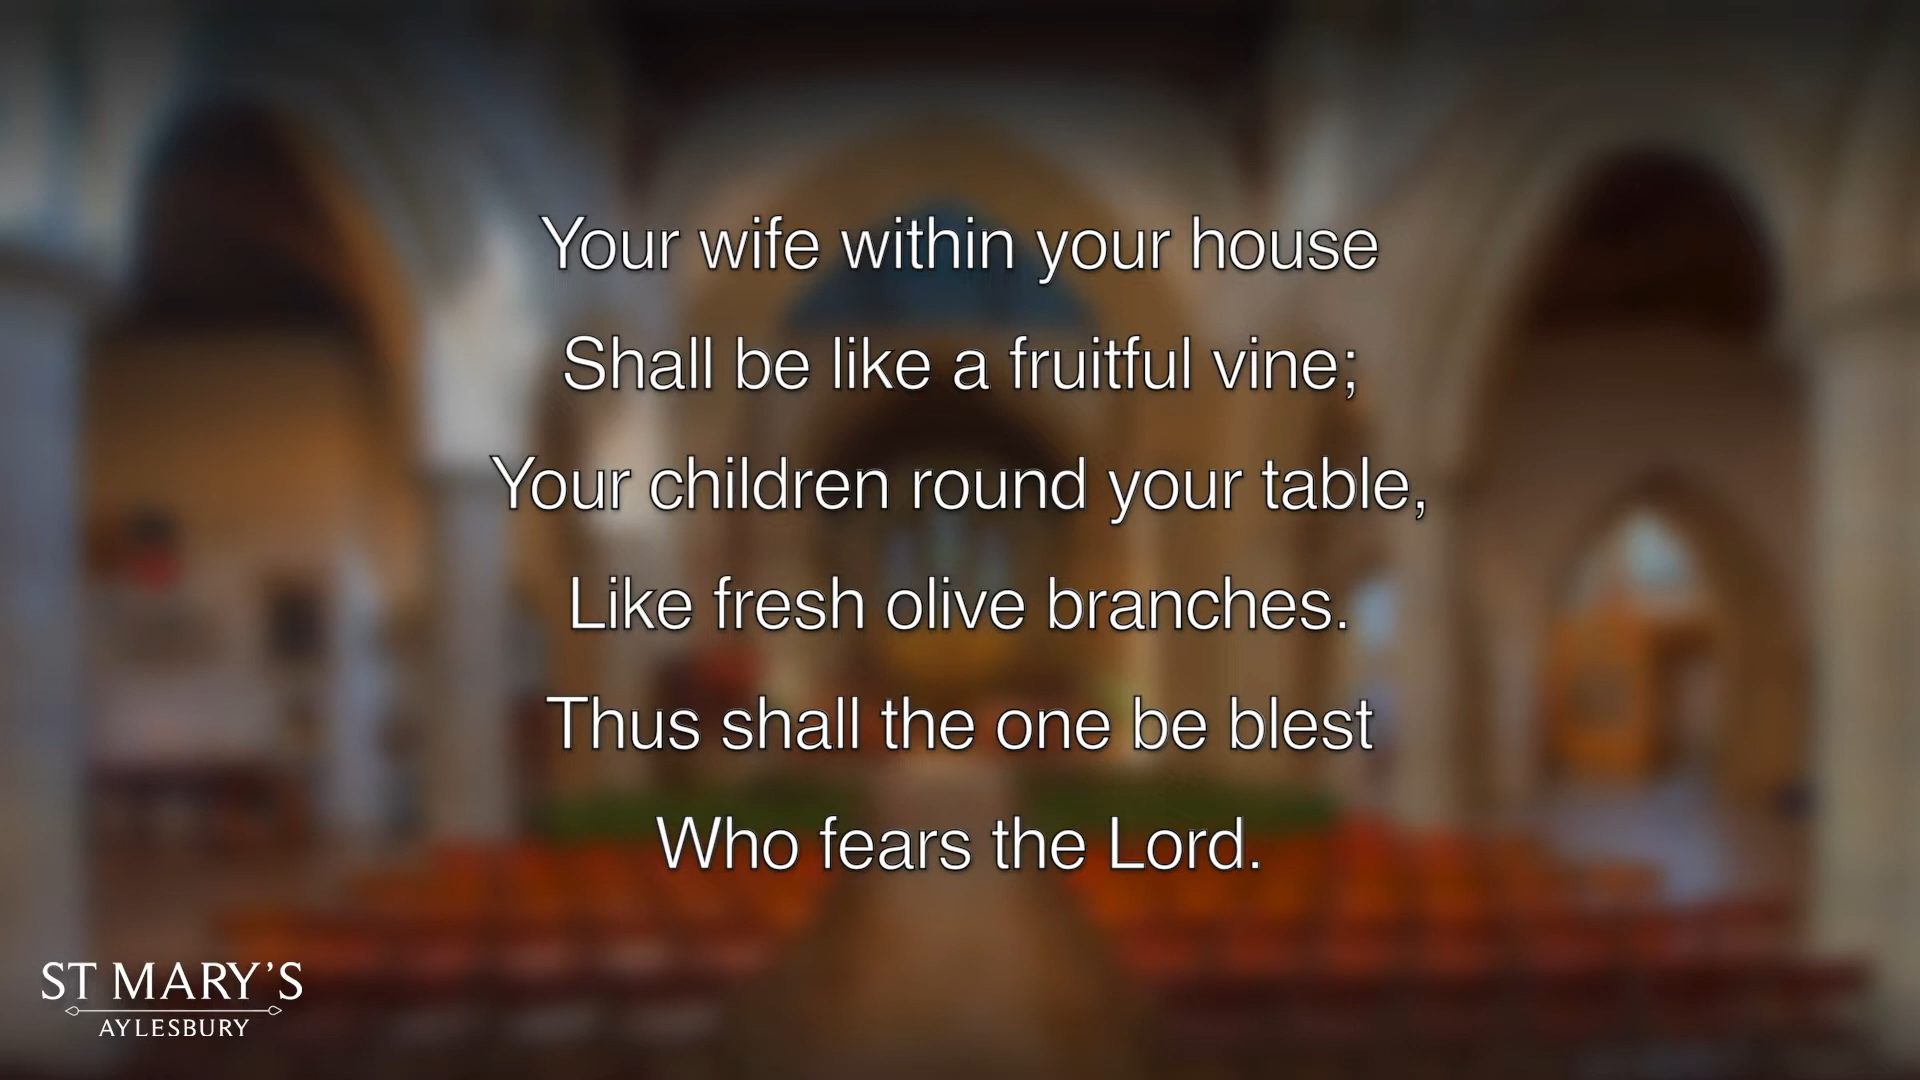 Your wife within your house
Shall be like a fruitful vine;
Your children round your table,
Like fresh olive branches.
Thus shall the one be blest
Who fears the Lord.
ST MARY'S
AYLESBURY